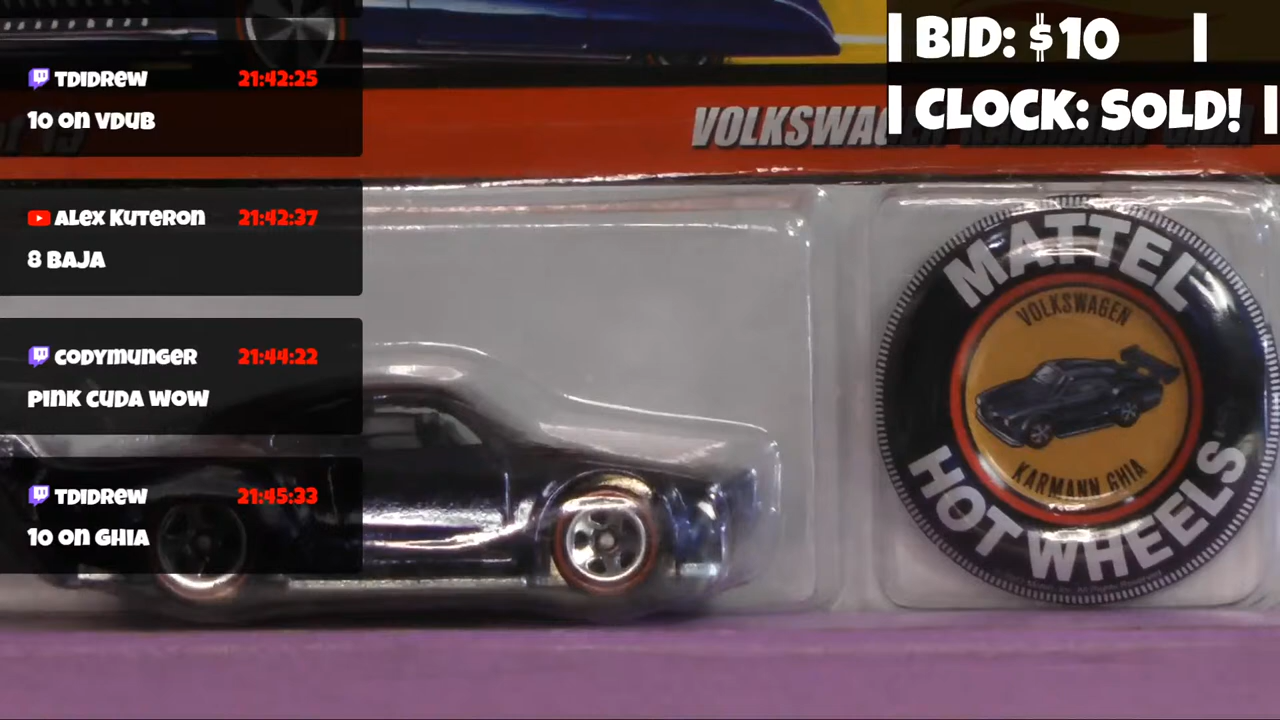 | BID: $10 |
| CLOCK: SOLD! |
TDIDREW 21:42:25
10 on VDUB
Alex Kuteron 21:42:37
8 BAJA
codymunger 21:44:22
Pink Cuda wow
TDIDREW 21:45:33
10 on Ghia
VOLKSWAGEN
MATTEL
VOLKSWAGEN
KARMANN GHIA
HOT WHEELS